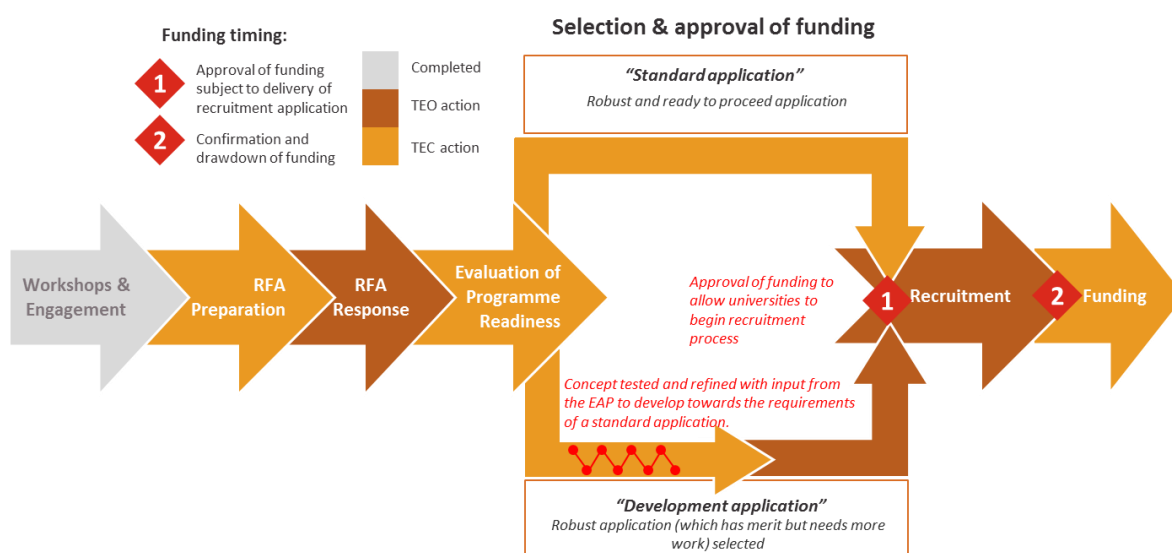 Selection & approval of funding
Funding timing:
1
Approval of funding
subject to delivery of
recruitment application
2
Confirmation and
drawdown of funding
Completed
TEO action
TEC action
“Standard application”
Robust and ready to proceed application
Workshops &
Engagement
RFA
Preparation
RFA
Response
Evaluation of
Programme
Readiness
Approval of funding to
allow universities to
begin recruitment
process
1
Recruitment
2
Funding
Concept tested and refined with input from
the EAP to develop towards the requirements
of a standard application.
“Development application”
Robust application (which has merit but needs more
work) selected